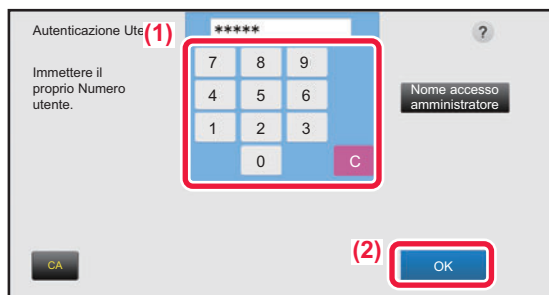 Autenticazione Ute
(1)
*****
?
Immettere il
proprio Numero
utente.
7 8 9
4 5 6
1 2 3
0 C
Nome accesso
amministratore
(2)
CA
OK